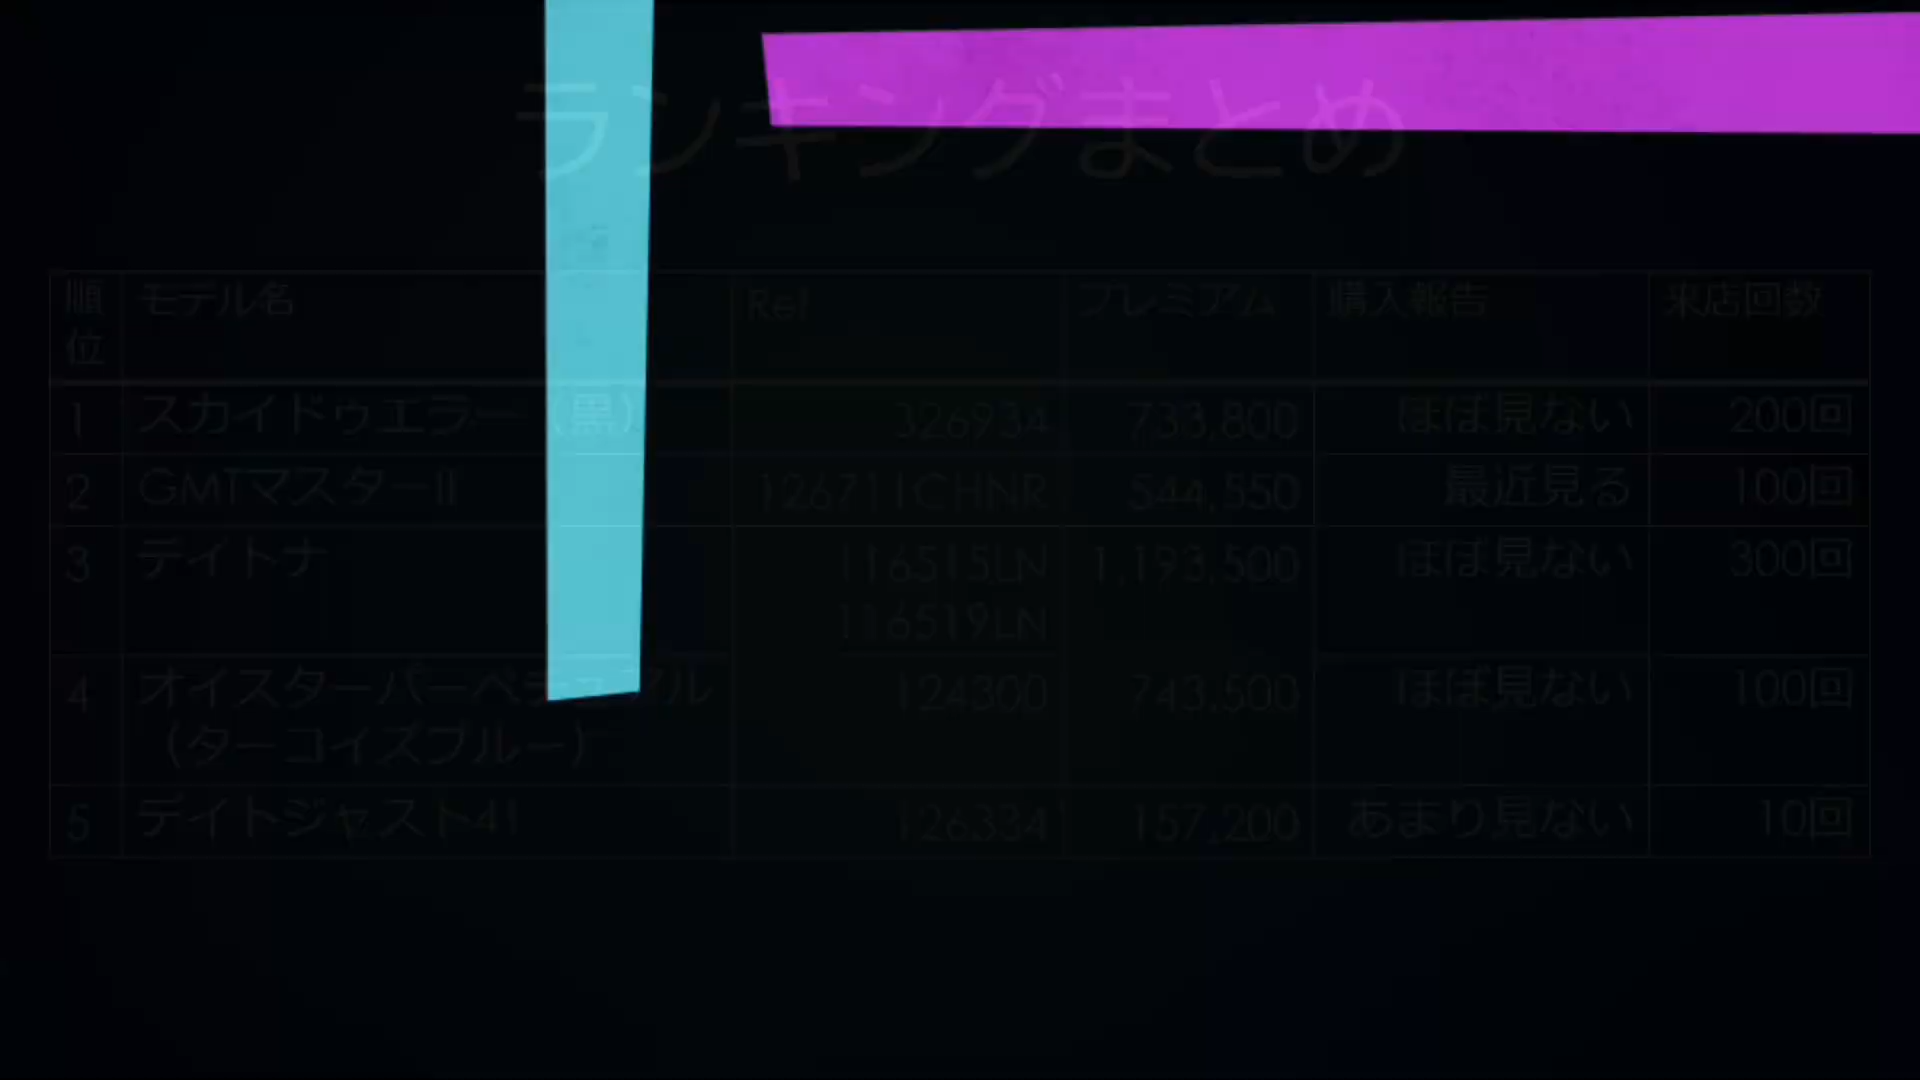 ランキングまとめ
順位 モデル名 Ref プレミアム 購入報告 来店回数
1 スカイドゥエラー（黒） 326934 733,800 ほぼ見ない 200回
2 GMTマスターII 126711CHNR 544,550 最近見る 100回
3 デイトナ 116515LN 1,193,500 ほぼ見ない 300回
116519LN
4 オイスターパーペチュアル 124300 743,500 ほぼ見ない 100回
（ターコイズブルー）
5 デイトジャスト41 126334 157,200 あまり見ない 10回